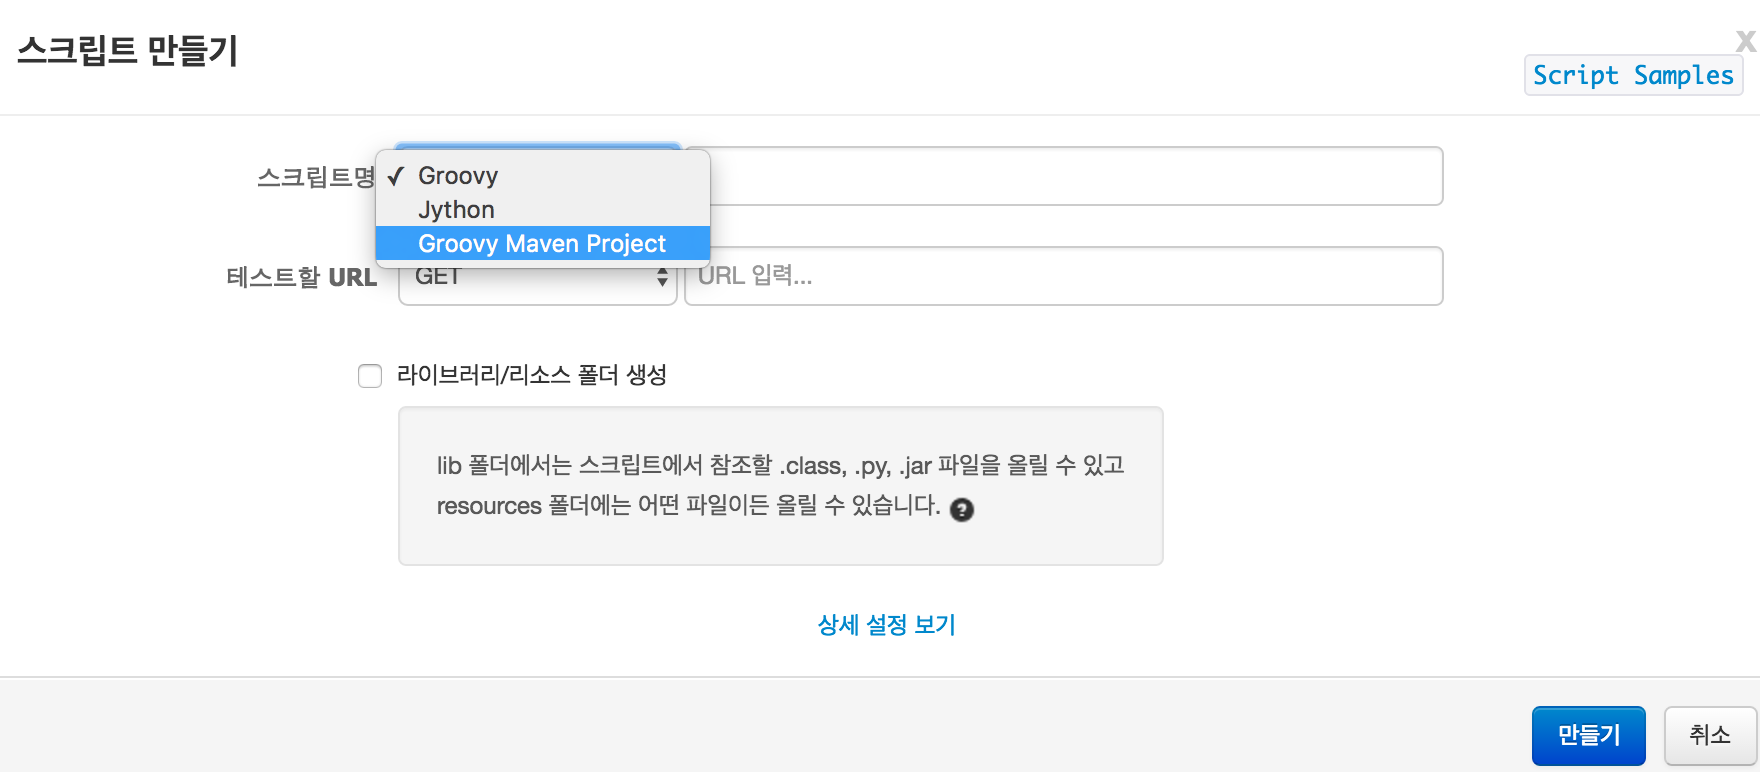 스크립트 만들기
X
Script Samples
스크립트명
✓ Groovy
Jython
Groovy Maven Project
테스트할 URL
GET
URL 입력...
라이브러리/리소스 폴더 생성
lib 폴더에서는 스크립트에서 참조할 .class, .py, .jar 파일을 올릴 수 있고
resources 폴더에는 어떤 파일이든 올릴 수 있습니다. ?
상세 설정 보기
만들기
취소